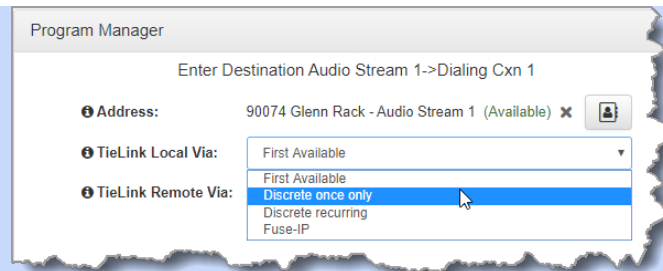 Program Manager
Enter Destination Audio Stream 1->Dialing Cxn 1
Address: 90074 Glenn Rack - Audio Stream 1 (Available)
TieLink Local Via: First Available
First Available
TieLink Remote Via: Discrete once only
Discrete recurring
Fuse-IP